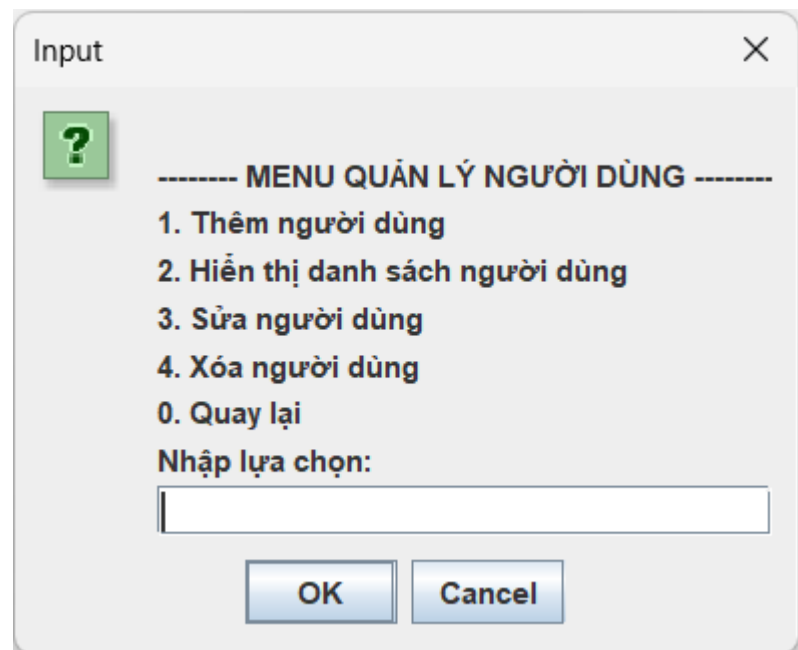 Input
-------- MENU QUẢN LÝ NGƯỜI DÙNG --------
1. Thêm người dùng
2. Hiển thị danh sách người dùng
3. Sửa người dùng
4. Xóa người dùng
0. Quay lại
Nhập lựa chọn:
OK Cancel